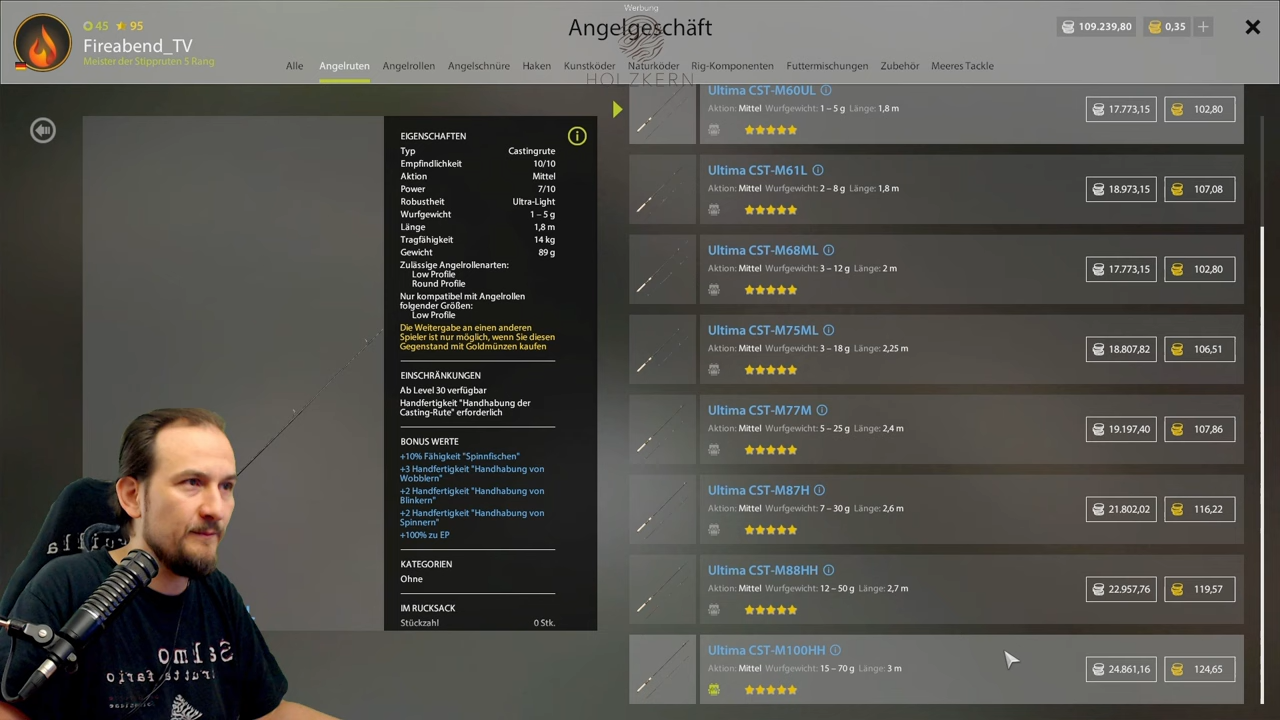 Werbung
Angelgeschäft
HOLZKERN
45 95
Fireabend_TV
Meister der Stippruten 5 Rang
109.239,80
0,35
Alle
Angelruten
Angelrollen
Angelschnüre
Haken
Kunstköder
Naturköder
Rig-Komponenten
Futtermischungen
Zubehör
Meeres Tackle
EIGENSCHAFTEN
Typ Castingrute
Empfindlichkeit 10/10
Aktion Mittel
Power 7/10
Robustheit Ultra-Light
Wurfgewicht 1 – 5 g
Länge 1,8 m
Tragfähigkeit 14 kg
Gewicht 89 g
Zulässige Angelrollenarten:
Low Profile
Round Profile
Nur kompatibel mit Angelrollen
folgender Größen:
Low Profile
Die Weitergabe an einen anderen
Spieler ist nur möglich, wenn Sie diesen
Gegenstand mit Goldmünzen kaufen
EINSCHRÄNKUNGEN
Ab Level 30 verfügbar
Handfertigkeit "Handhabung der
Casting-Rute" erforderlich
BONUS WERTE
+10% Fähigkeit "Spinnfischen"
+3 Handfertigkeit "Handhabung von
Wobblern"
+2 Handfertigkeit "Handhabung von
Blinkern"
+2 Handfertigkeit "Handhabung von
Spinnern"
+100% zu EP
KATEGORIEN
Ohne
IM RUCKSACK
Stückzahl 0 Stk.
Ultima CST-M60UL
Aktion: Mittel Wurfgewicht: 1 – 5 g Länge: 1,8 m
17.773,15 102,80
Ultima CST-M61L
Aktion: Mittel Wurfgewicht: 2 – 8 g Länge: 1,8 m
18.973,15 107,08
Ultima CST-M68ML
Aktion: Mittel Wurfgewicht: 3 – 12 g Länge: 2 m
17.773,15 102,80
Ultima CST-M75ML
Aktion: Mittel Wurfgewicht: 3 – 18 g Länge: 2,25 m
18.807,82 106,51
Ultima CST-M77M
Aktion: Mittel Wurfgewicht: 5 – 25 g Länge: 2,4 m
19.197,40 107,86
Ultima CST-M87H
Aktion: Mittel Wurfgewicht: 7 – 30 g Länge: 2,6 m
21.802,02 116,22
Ultima CST-M88HH
Aktion: Mittel Wurfgewicht: 12 – 50 g Länge: 2,7 m
22.957,76 119,57
Ultima CST-M100HH
Aktion: Mittel Wurfgewicht: 15 – 70 g Länge: 3 m
24.861,16 124,65
Salmo
trutta fario